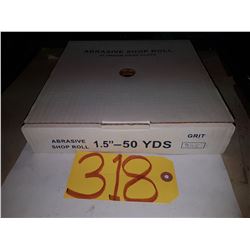 ABRASIVE SHOP ROLL
ABRASIVE
SHOP ROLL 1.5"-50 YDS
GRIT
318